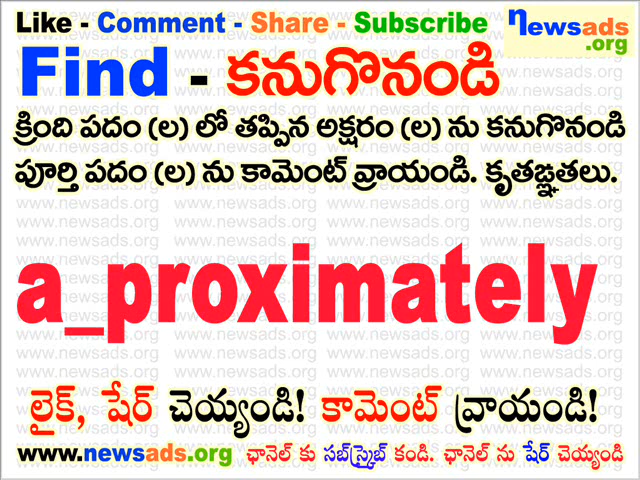 Like - Comment - Share - Subscribe
newsads
.org
Find - కనుగొనండి
క్రింది పదం (ల) లో తప్పిన అక్షరం (ల) ను కనుగొనండి
పూర్తి పదం (ల) ను కామెంట్ వ్రాయండి. కృతఙ్ఞతలు.
a_proximately
లైక్, షేర్ చెయ్యండి! కామెంట్ వ్రాయండి!
www.newsads.org ఛానెల్ కు సబ్‌స్క్రైబ్ కండి. ఛానెల్ ను షేర్ చెయ్యండి